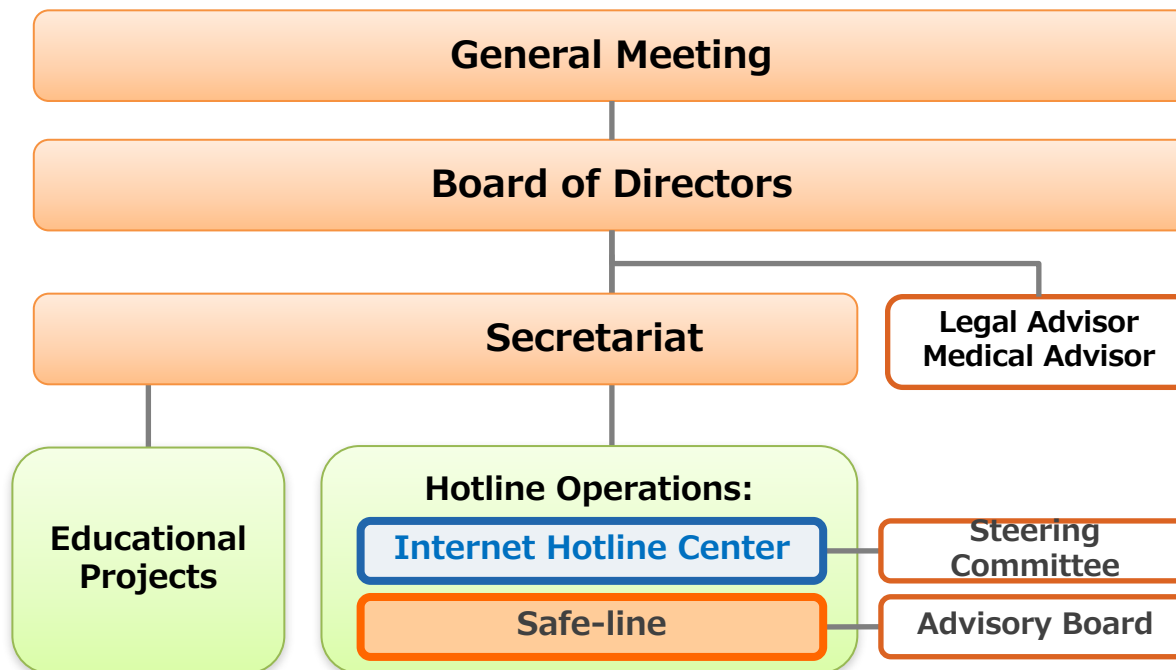 General Meeting
Board of Directors
Secretariat
Legal Advisor
Medical Advisor
Educational
Projects
Hotline Operations:
Internet Hotline Center
Steering
Committee
Safe-line
Advisory Board